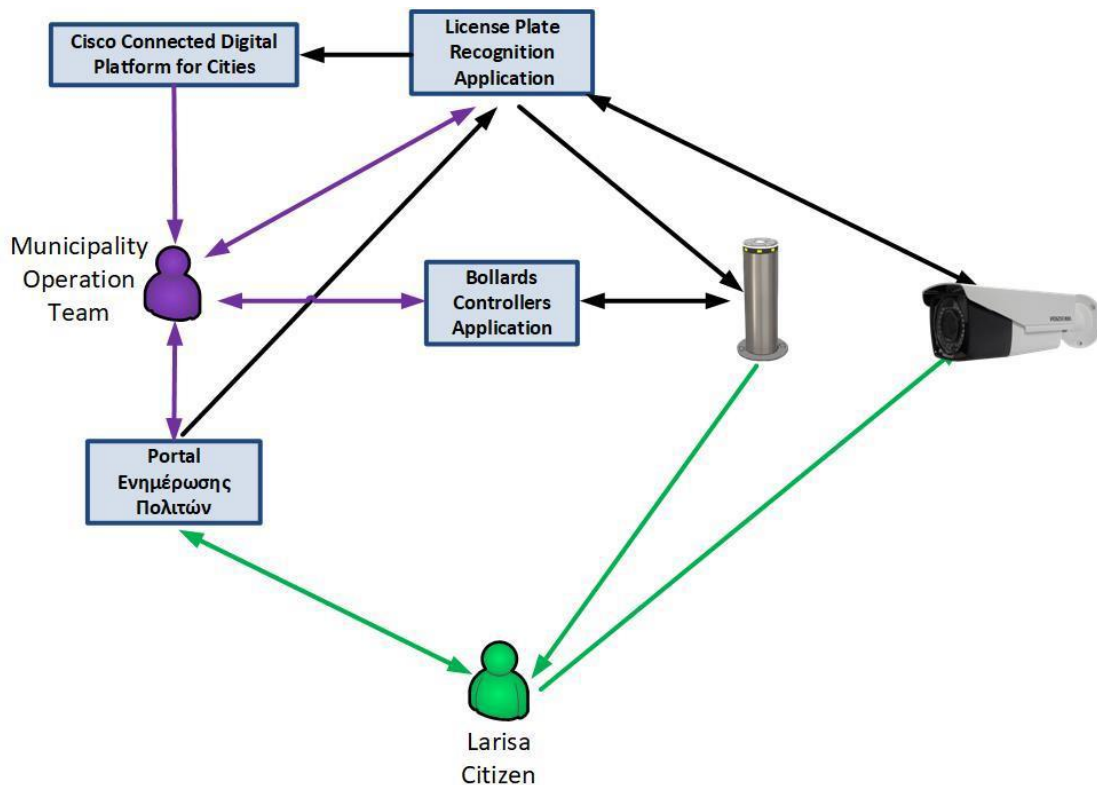 Cisco Connected Digital
Platform for Cities
License Plate
Recognition
Application
Municipality
Operation
Team
Bollards
Controllers
Application
Portal
Ενημέρωσης
Πολιτών
Larisa
Citizen